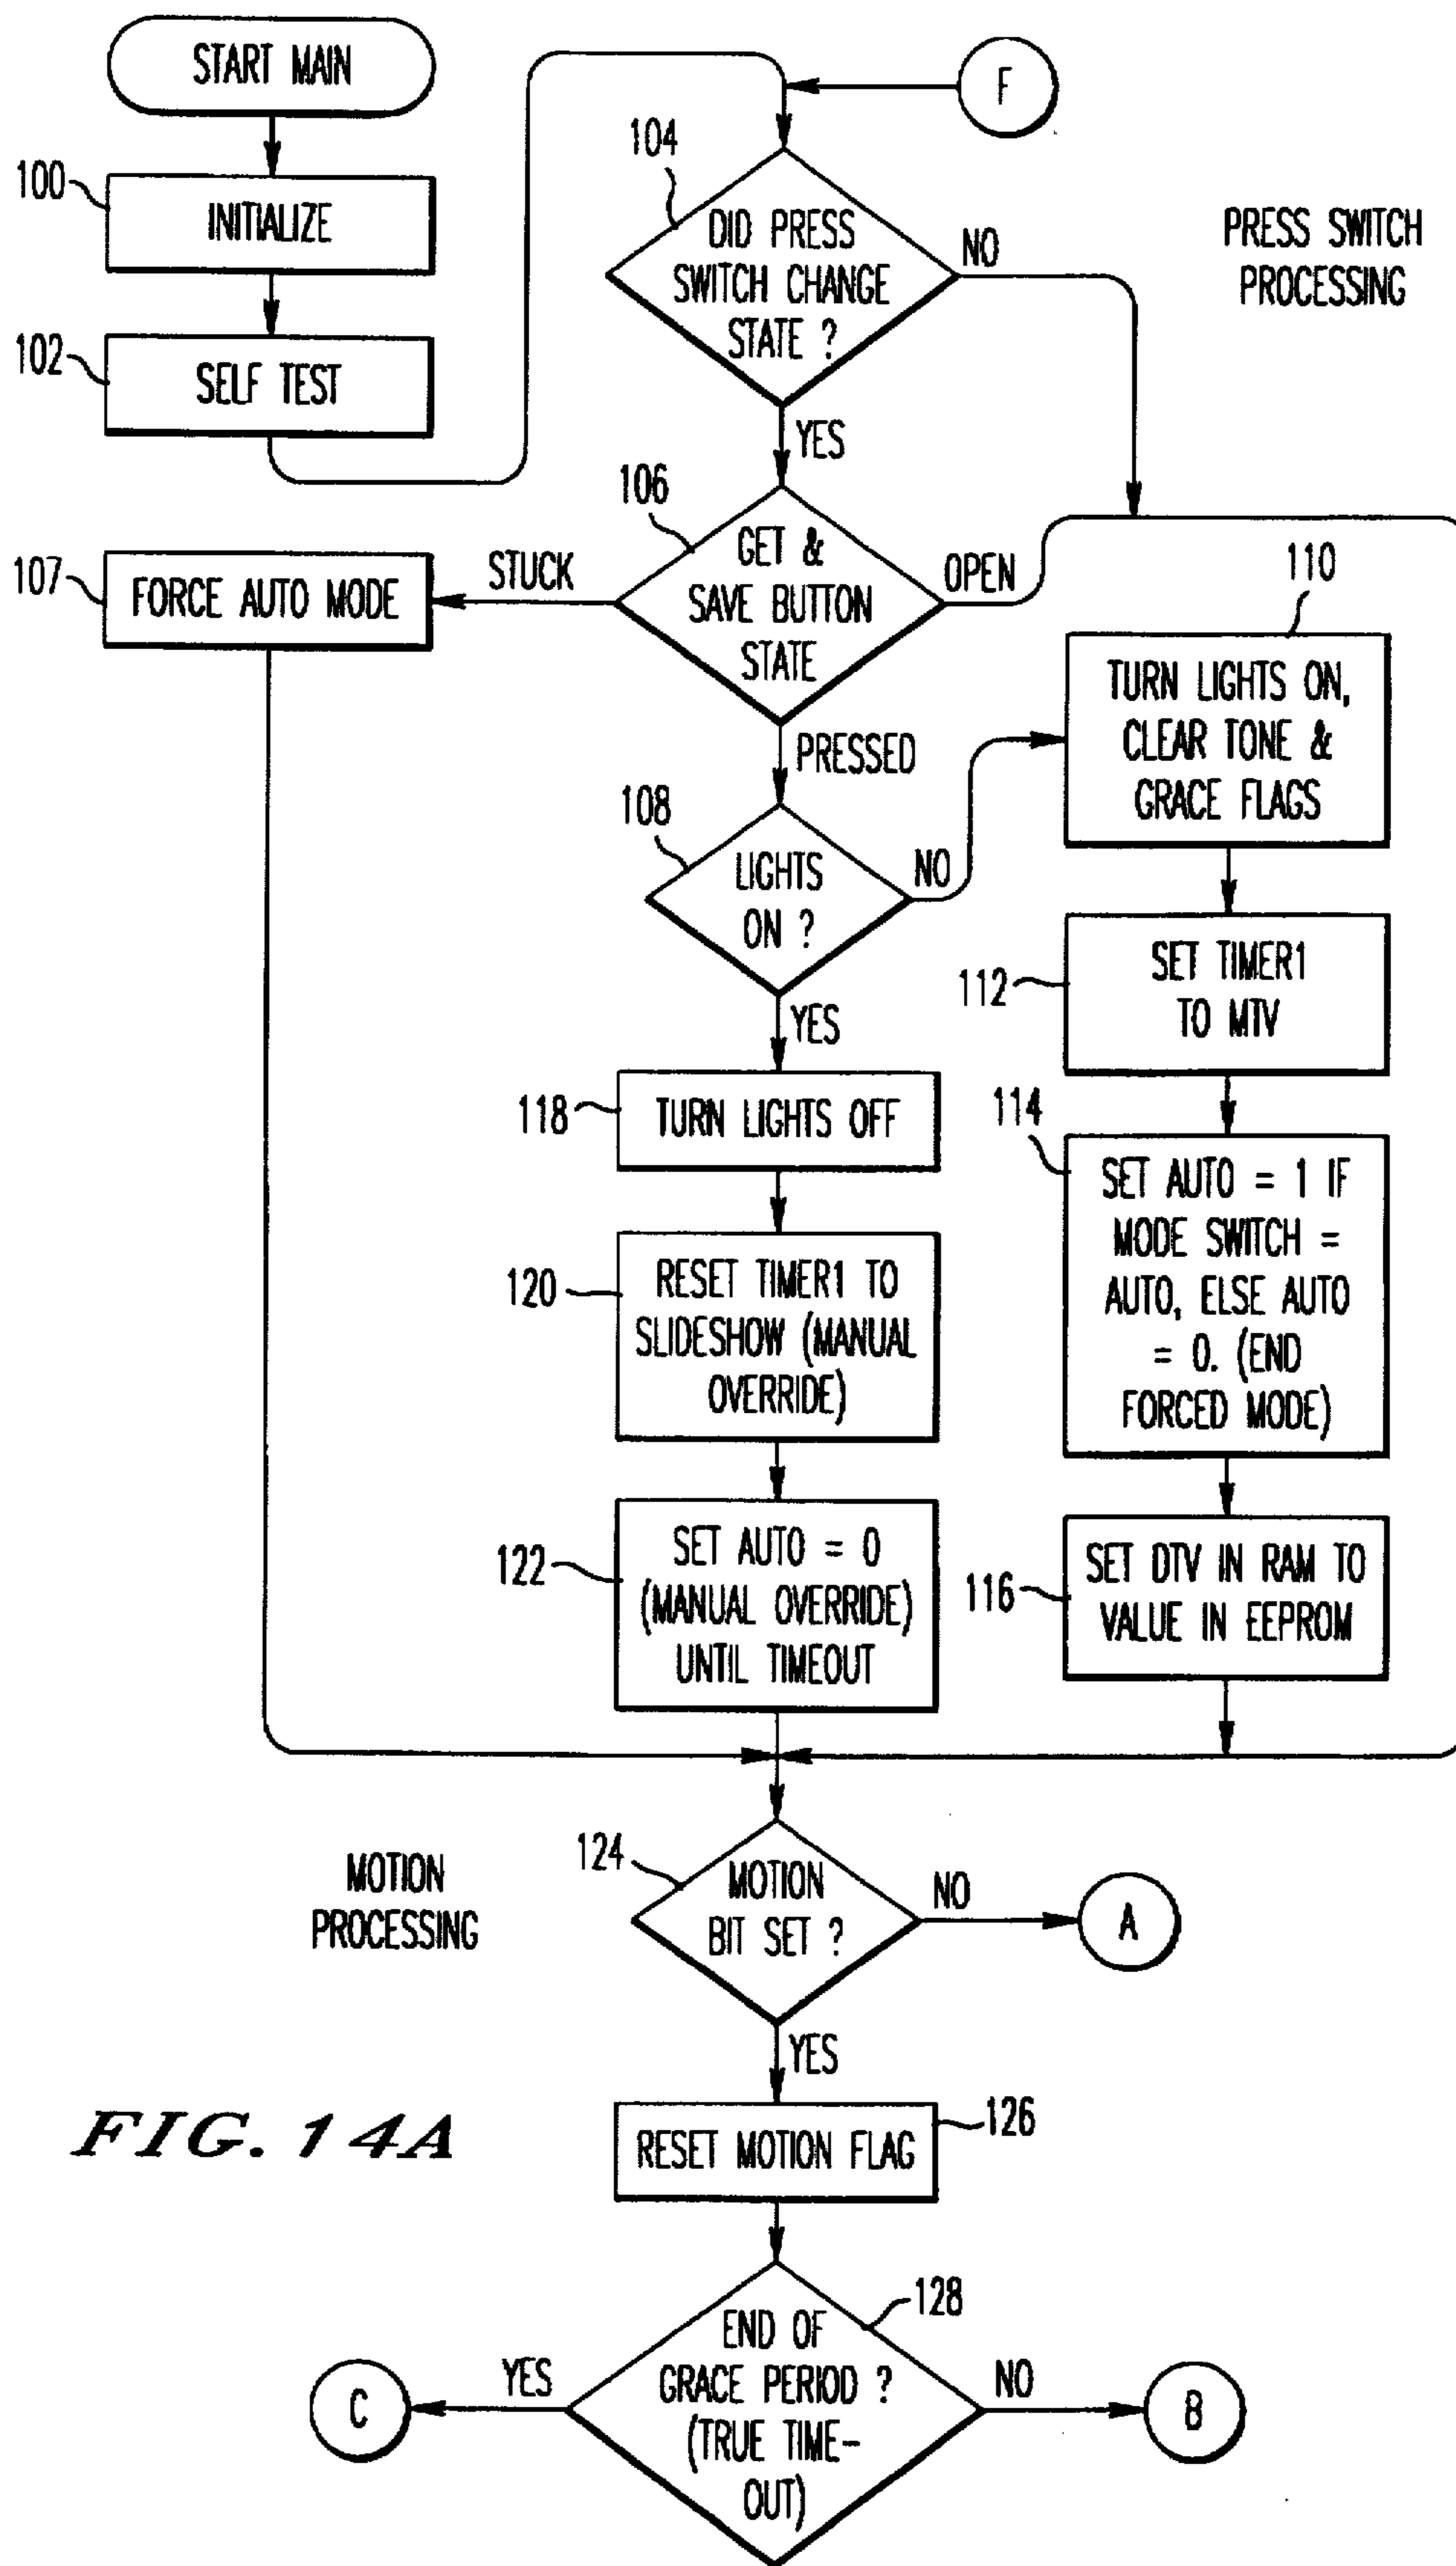 START MAIN
F
100
INITIALIZE
102
SELF TEST
104
DID PRESS
SWITCH CHANGE
STATE ?
NO
YES
PRESS SWITCH
PROCESSING
106
GET &
SAVE BUTTON
STATE
STUCK
OPEN
PRESSED
107
FORCE AUTO MODE
108
LIGHTS
ON ?
NO
YES
110
TURN LIGHTS ON,
CLEAR TONE &
GRACE FLAGS
112
SET TIMER1
TO MTV
114
SET AUTO = 1 IF
MODE SWITCH =
AUTO, ELSE AUTO
= 0. (END
FORCED MODE)
116
SET DTV IN RAM TO
VALUE IN EEPROM
118
TURN LIGHTS OFF
120
RESET TIMER1 TO
SLIDESHOW (MANUAL
OVERRIDE)
122
SET AUTO = 0
(MANUAL OVERRIDE)
UNTIL TIMEOUT
MOTION
PROCESSING
124
MOTION
BIT SET ?
NO
A
YES
126
RESET MOTION FLAG
128
END OF
GRACE PERIOD ?
(TRUE TIME-
OUT)
YES
C
NO
B
FIG. 14A